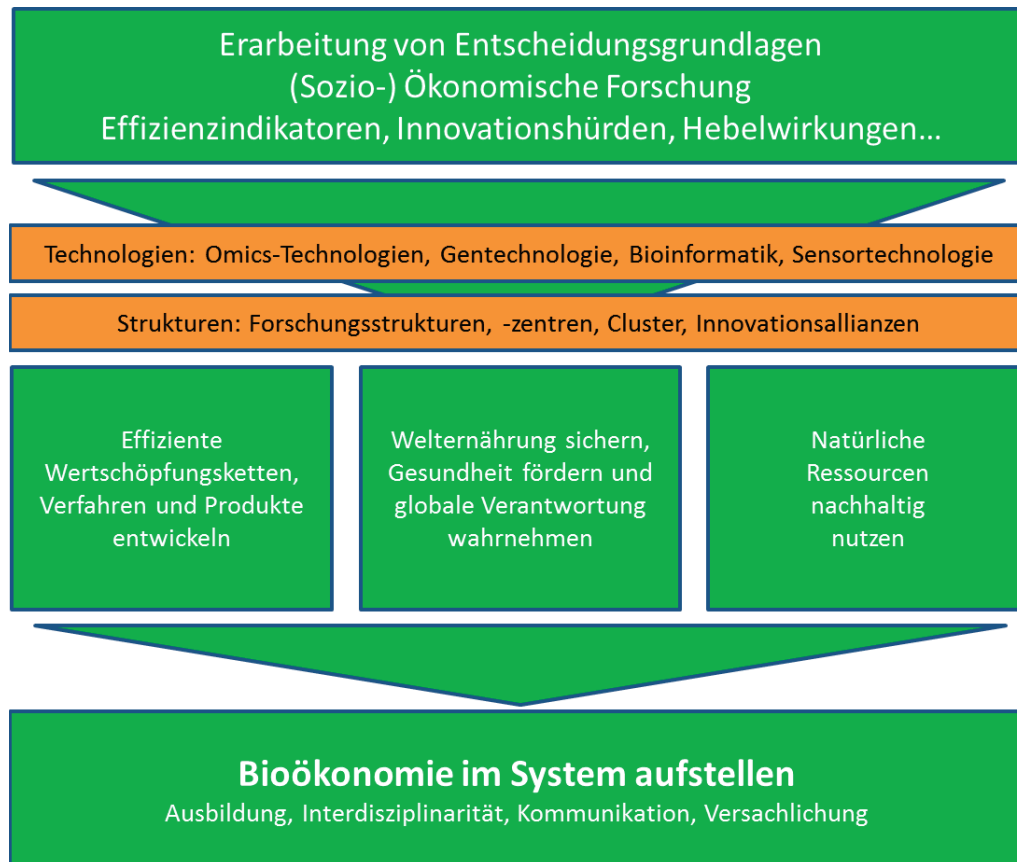 Erarbeitung von Entscheidungsgrundlagen
(Sozio-) Ökonomische Forschung
Effizienzindikatoren, Innovationshürden, Hebelwirkungen...
Technologien: Omics-Technologien, Gentechnologie, Bioinformatik, Sensortechnologie
Strukturen: Forschungsstrukturen, -zentren, Cluster, Innovationsallianzen
Effiziente
Wertschöpfungsketten,
Verfahren und Produkte
entwickeln
Welternährung sichern,
Gesundheit fördern und
globale Verantwortung
wahrnehmen
Natürliche
Ressourcen
nachhaltig
nutzen
Bioökonomie im System aufstellen
Ausbildung, Interdisziplinarität, Kommunikation, Versachlichung